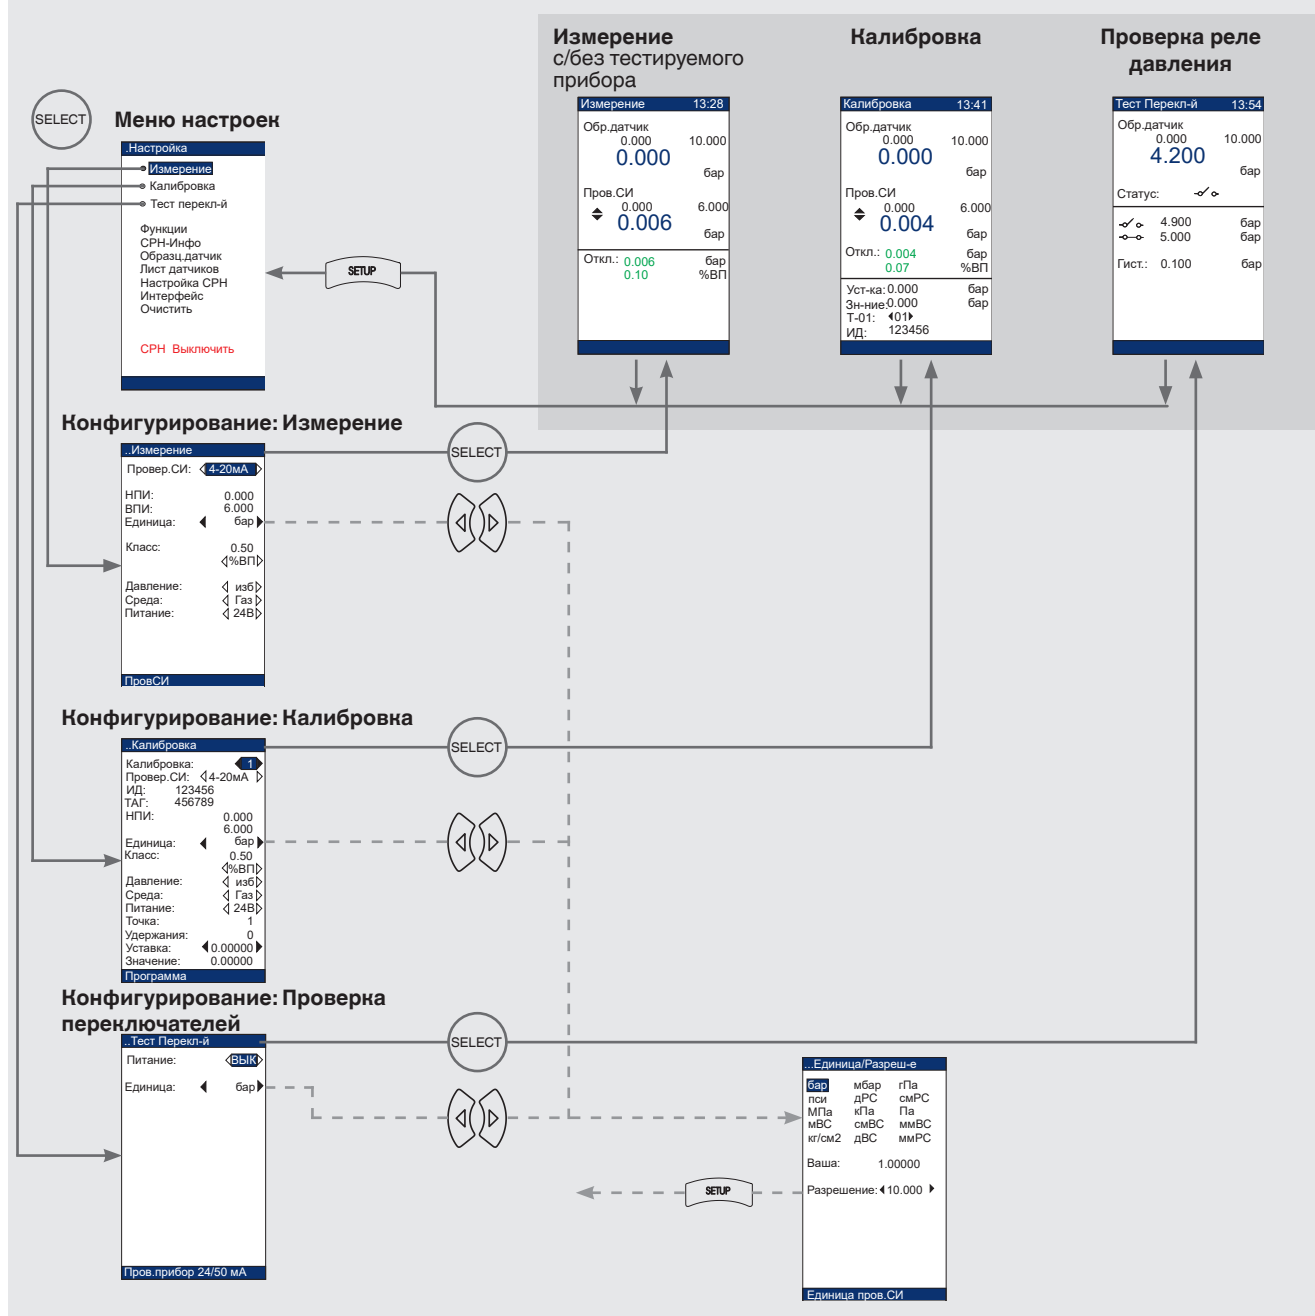 Измерение
с/без тестируемого
прибора
Калибровка
Проверка реле
давления
SELECT
Меню настроек
.Настройка
Измерение
Калибровка
Тест перекл-й
Функции
СРН-Инфо
Образц.датчик
Лист датчиков
Настройка СРН
Интерфейс
Очистить
СРН Выключить
SETUP
Измерение 13:28
Обр.датчик
0.000 10.000
0.000
бар
Пров.СИ
0.000 6.000
0.006
бар
Откл.: 0.006 бар
0.10 %ВП
Калибровка 13:41
Обр.датчик
0.000 10.000
0.000
бар
Пров.СИ
0.000 6.000
0.004
бар
Откл.: 0.004 бар
0.07 %ВП
Уст-ка: 0.000 бар
Зн-ние: 0.000 бар
Т-01: 01
ИД: 123456
Тест Перекл-й 13:54
Обр.датчик
0.000 10.000
4.200
бар
Статус:
4.900 бар
5.000 бар
Гист.: 0.100 бар
Конфигурирование: Измерение
..Измерение
Провер.СИ: 4-20мА
НПИ: 0.000
ВПИ: 6.000
Единица: бар
Класс: 0.50
%ВП
Давление: изб
Среда: Газ
Питание: 24В
ПровСИ
SELECT
Конфигурирование: Калибровка
..Калибровка
Калибровка: 1
Провер.СИ: 4-20мА
ИД: 123456
ТАГ: 456789
НПИ: 0.000
6.000
Единица: бар
Класс: 0.50
%ВП
Давление: изб
Среда: Газ
Питание: 24В
Точка: 1
Удержания: 0
Уставка: 0.00000
Значение: 0.00000
Программа
SELECT
Конфигурирование: Проверка
переключателей
..Тест Перекл-й
Питание: ВЫК
Единица: бар
Пров.прибор 24/50 мА
SELECT
...Единица/Разреш-е
бар мбар гПа
пси дРС смРС
МПа кПа Па
мВС смВС ммВС
кг/см2 дВС ммРС
Ваша: 1.00000
Разрешение: 10.000
Единица пров.СИ
SETUP